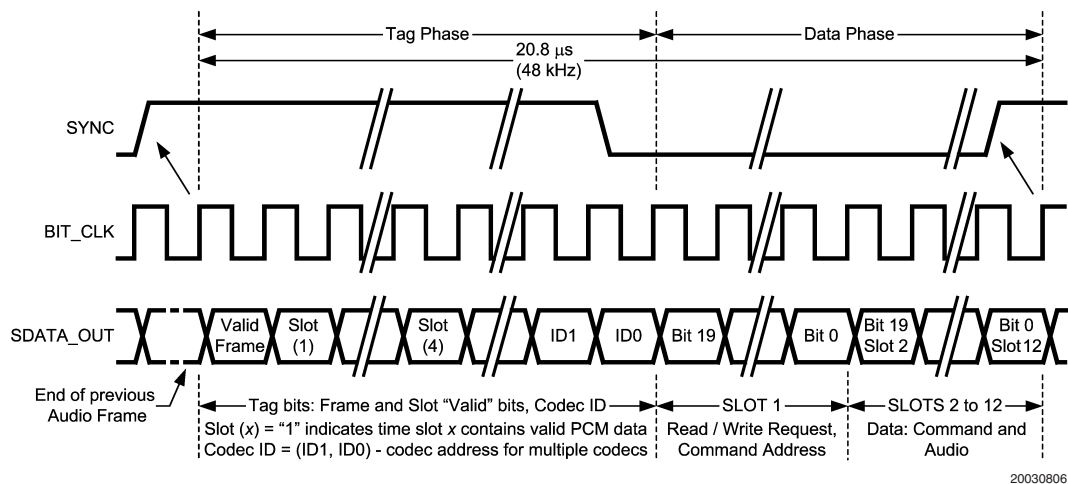 Tag Phase
Data Phase
20.8 µs
(48 kHz)
SYNC
BIT_CLK
SDATA_OUT
Valid
Frame
Slot
(1)
Slot
(4)
ID1
ID0
Bit 19
Bit 0
Bit 19
Slot 2
Bit 0
Slot 12
End of previous
Audio Frame
Tag bits: Frame and Slot “Valid” bits, Codec ID
Slot (x) = “1” indicates time slot x contains valid PCM data
Codec ID = (ID1, ID0) - codec address for multiple codecs
SLOT 1
Read / Write Request,
Command Address
SLOTS 2 to 12
Data: Command and
Audio
20030806